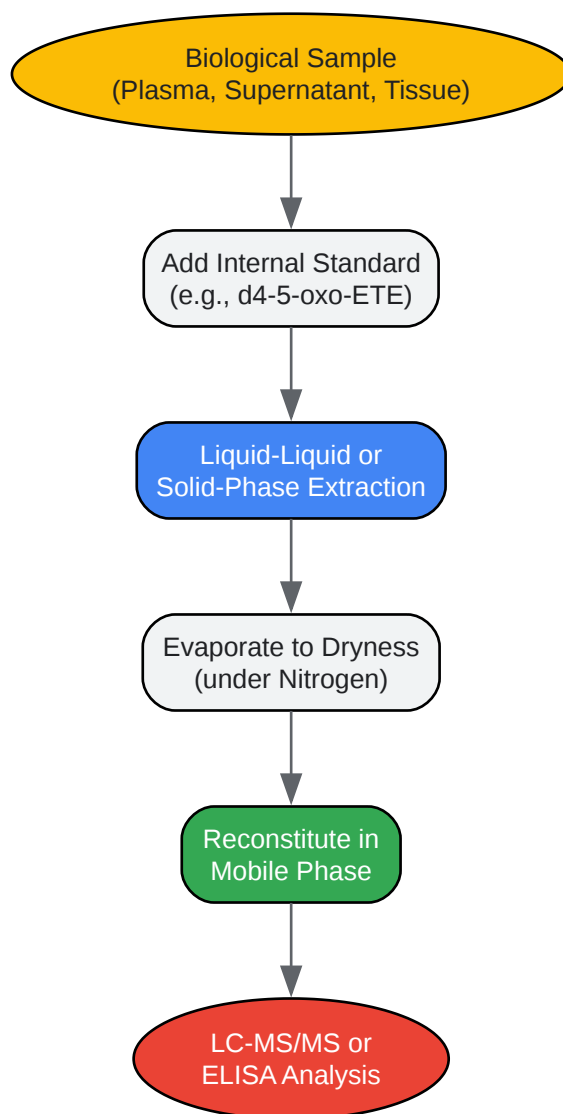 Biological Sample
(Plasma, Supernatant, Tissue)
Add Internal Standard
(e.g., d4-5-oxo-ETE)
Liquid-Liquid or
Solid-Phase Extraction
Evaporate to Dryness
(under Nitrogen)
Reconstitute in
Mobile Phase
LC-MS/MS or
ELISA Analysis